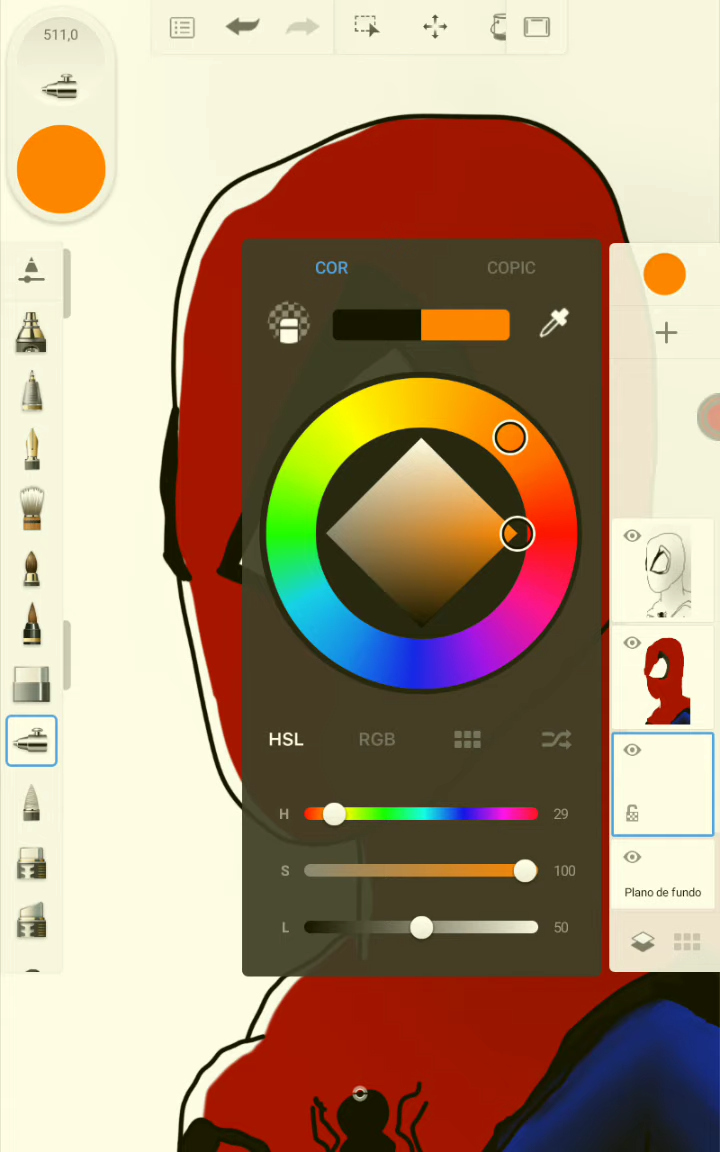 511,0
COR
COPIC
HSL
RGB
H 29
S 100
L 50
Plano de fundo